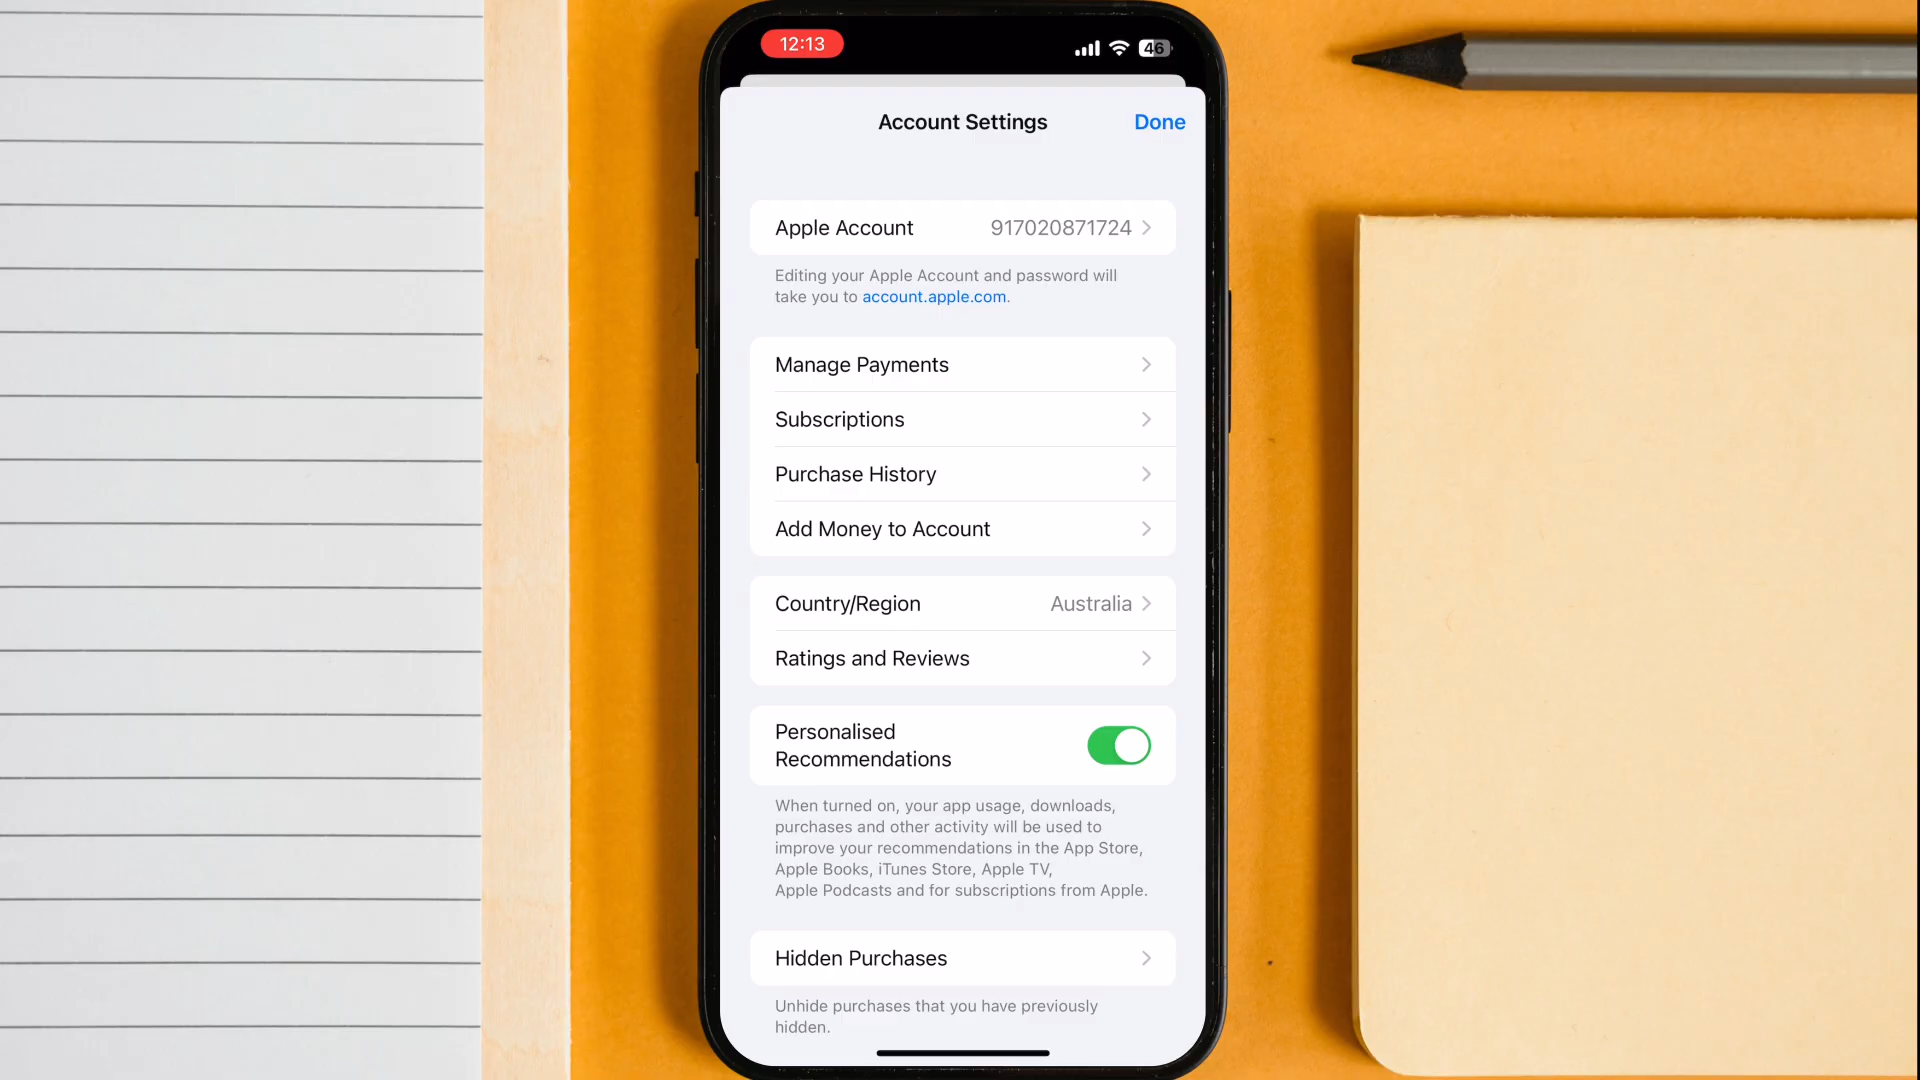 12:13
46
Account Settings
Done
Apple Account 917020871724
Editing your Apple Account and password will
take you to account.apple.com.
Manage Payments
Subscriptions
Purchase History
Add Money to Account
Country/Region Australia
Ratings and Reviews
Personalised
Recommendations
When turned on, your app usage, downloads,
purchases and other activity will be used to
improve your recommendations in the App Store,
Apple Books, iTunes Store, Apple TV,
Apple Podcasts and for subscriptions from Apple.
Hidden Purchases
Unhide purchases that you have previously
hidden.